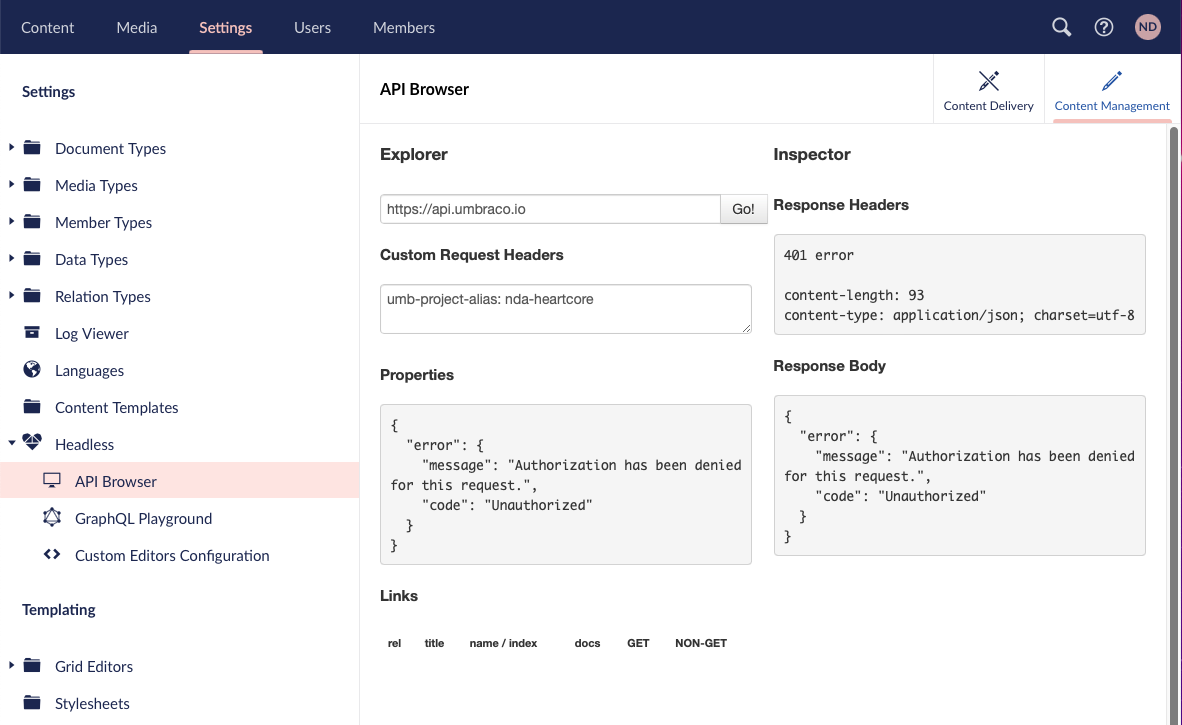 Content Media Settings Users Members ND
Settings
Document Types
Media Types
Member Types
Data Types
Relation Types
Log Viewer
Languages
Content Templates
Headless
API Browser
GraphQL Playground
Custom Editors Configuration
Templating
Grid Editors
Stylesheets
API Browser
Content Delivery
Content Management
Explorer
https://api.umbraco.io Go!
Custom Request Headers
umb-project-alias: nda-heartcore
Properties
{
"error": {
"message": "Authorization has been denied
for this request.",
"code": "Unauthorized"
}
}
Links
rel title name / index docs GET NON-GET
Inspector
Response Headers
401 error
content-length: 93
content-type: application/json; charset=utf-8
Response Body
{
"error": {
"message": "Authorization has been denied
for this request.",
"code": "Unauthorized"
}
}